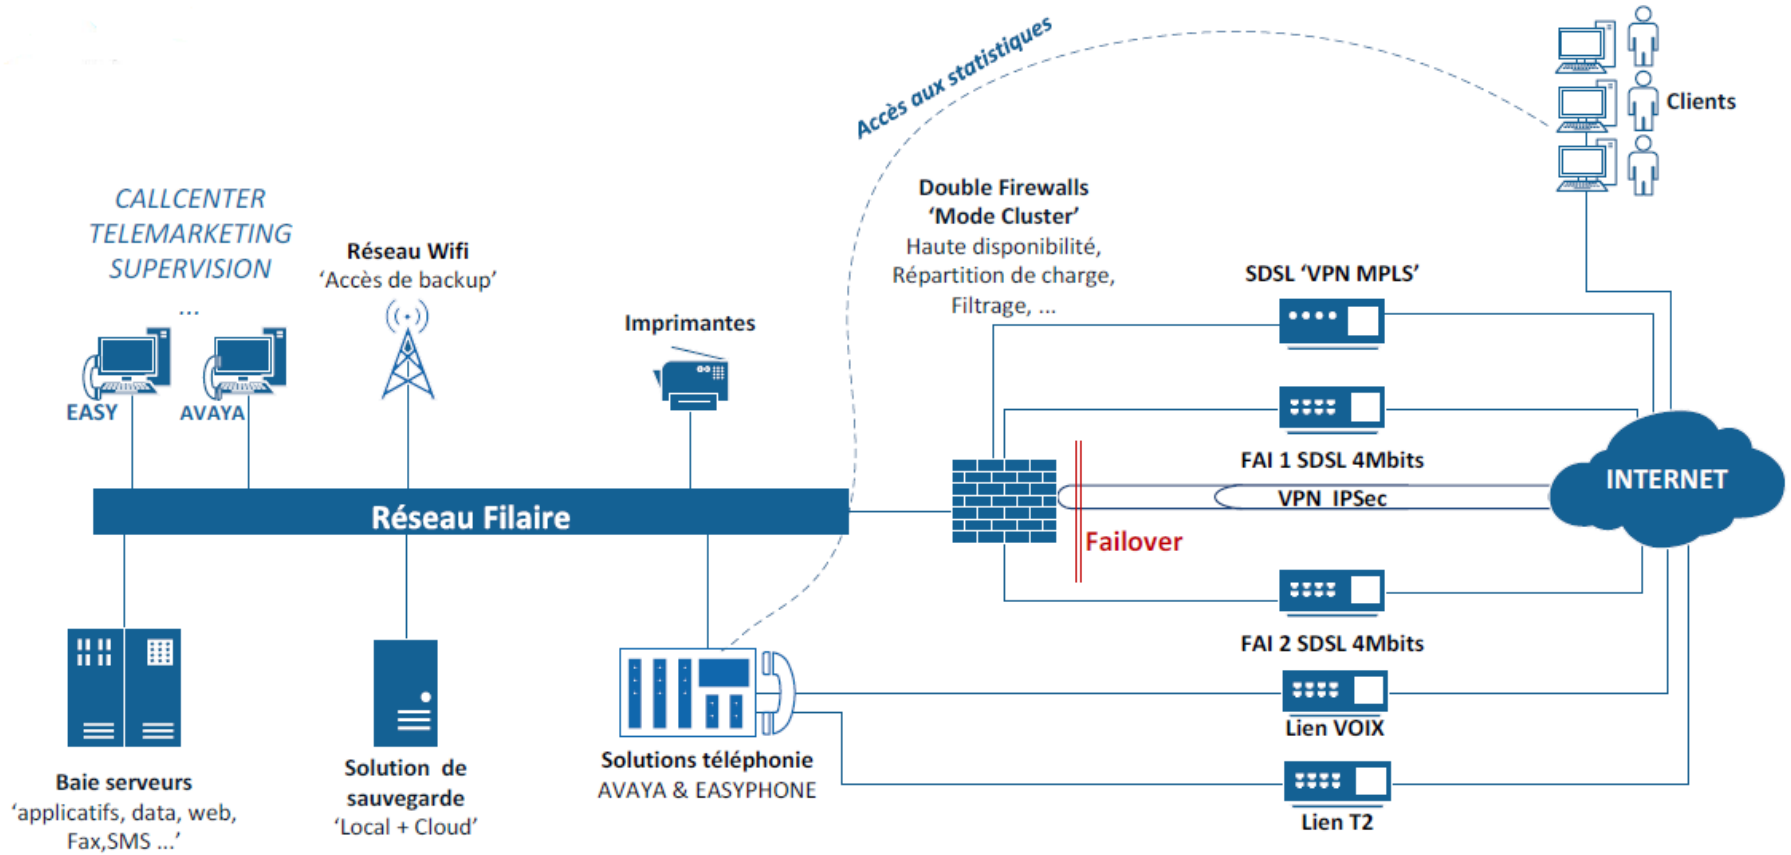 Accès aux statistiques
Clients
CALLCENTER
TELEMARKETING
SUPERVISION
...
EASY
AVAYA
Réseau Wifi
‘Accès de backup’
Imprimantes
Double Firewalls
‘Mode Cluster’
Haute disponibilité,
Répartition de charge,
Filtrage, ...
SDSL ‘VPN MPLS’
FAI 1 SDSL 4Mbits
VPN IPSec
INTERNET
Réseau Filaire
Failover
FAI 2 SDSL 4Mbits
Lien VOIX
Lien T2
Baie serveurs
‘applicatifs, data, web,
Fax,SMS ...’
Solution de
sauvegarde
‘Local + Cloud’
Solutions téléphonie
AVAYA & EASYPHONE